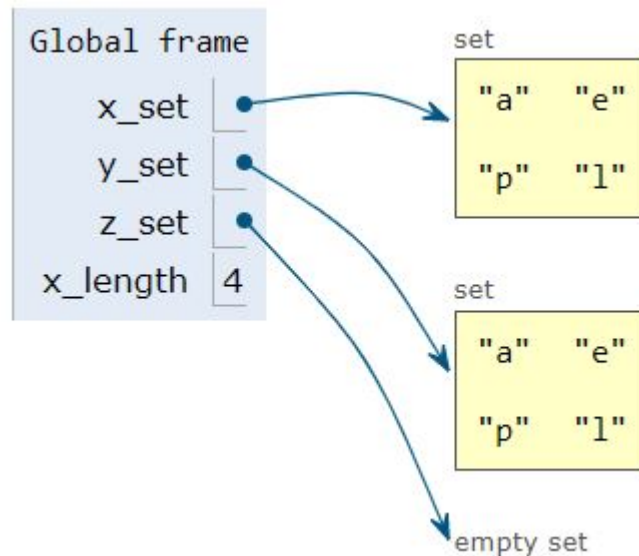 Global frame
x_set
y_set
z_set
x_length 4
set
"a" "e"
"p" "l"
set
"a" "e"
"p" "l"
empty set